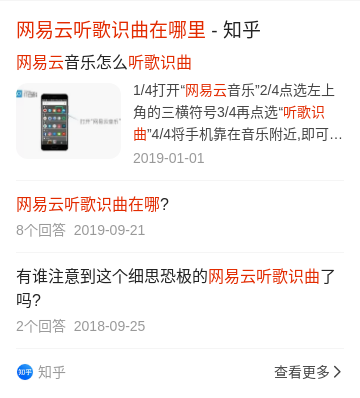 网易云听歌识曲在哪里 - 知乎
网易云音乐怎么听歌识曲
1/4打开“网易云音乐”2/4点选左上
角的三横符号3/4再点选“听歌识
曲”4/4将手机靠在音乐附近,即可…
2019-01-01
网易云听歌识曲在哪?
8个回答 2019-09-21
有谁注意到这个细思恐极的网易云听歌识曲了
吗?
2个回答 2018-09-25
知乎 知乎
查看更多